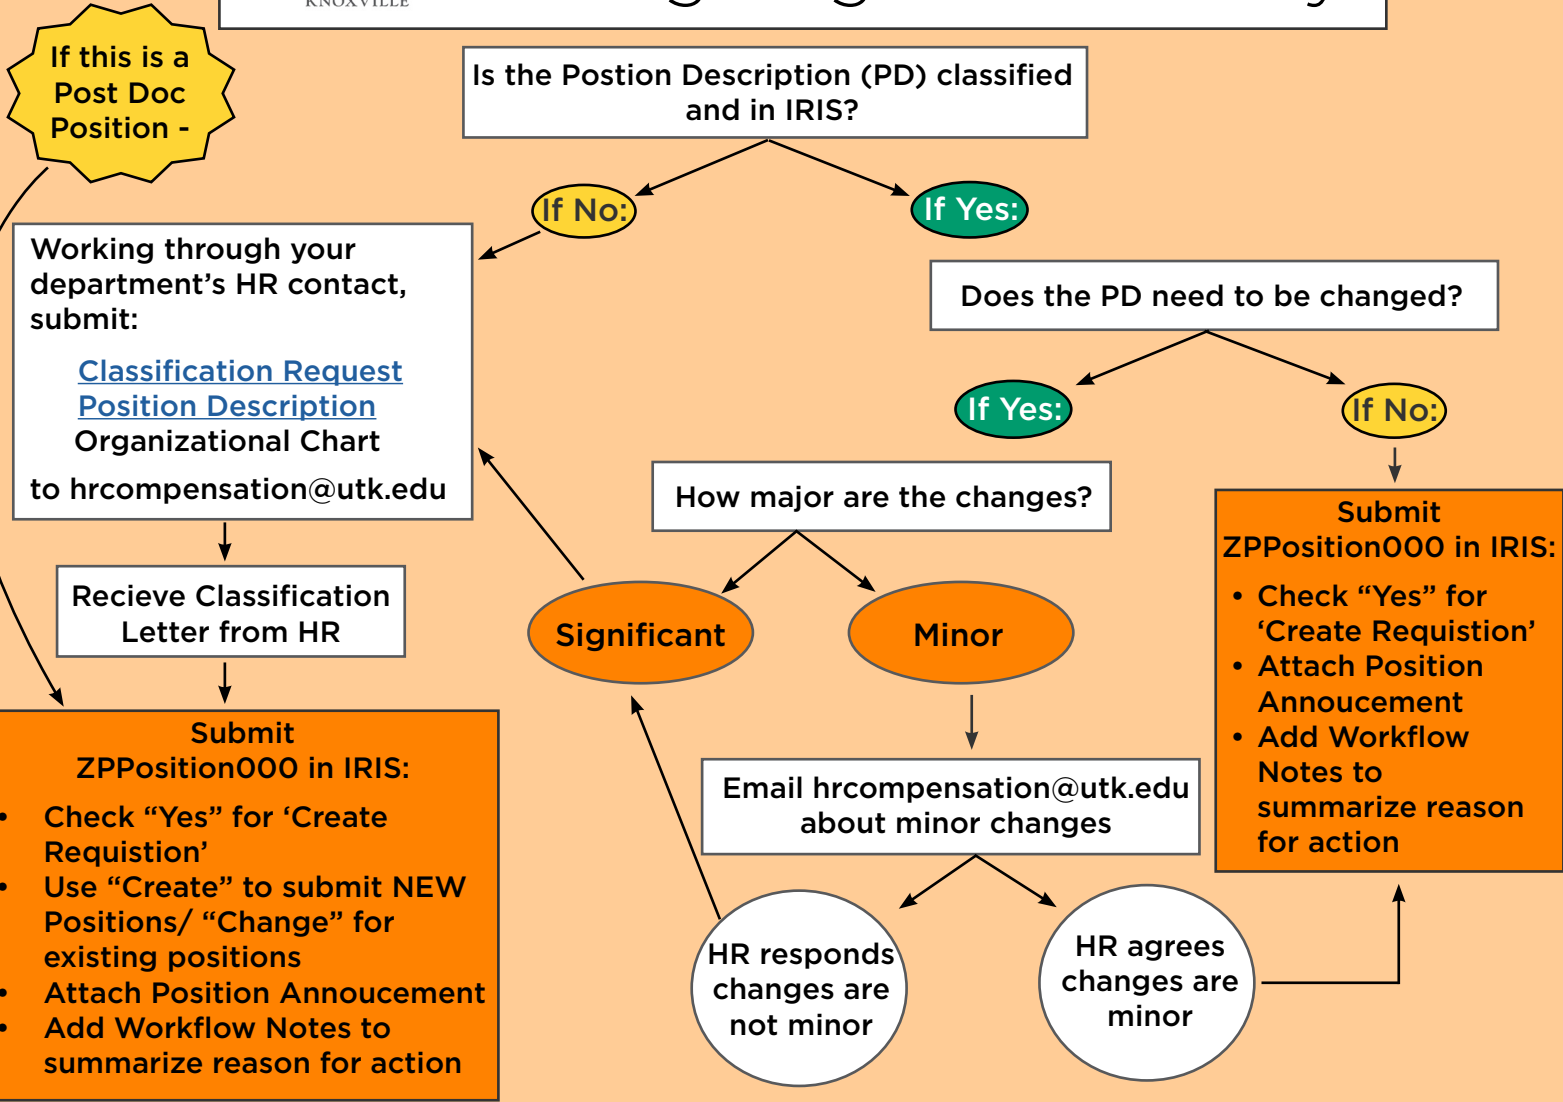 KNOXVILLE
If this is a
Post Doc
Position -
Is the Postion Description (PD) classified
and in IRIS?
If No:
If Yes:
Working through your
department's HR contact,
submit:
Classification Request
Position Description
Organizational Chart
to hrcompensation@utk.edu
Does the PD need to be changed?
If Yes:
If No:
How major are the changes?
Submit
ZPPosition000 in IRIS:
• Check “Yes” for
‘Create Requistion’
• Attach Position
Annoucement
• Add Workflow
Notes to
summarize reason
for action
Recieve Classification
Letter from HR
Significant
Minor
Submit
ZPPosition000 in IRIS:
• Check “Yes” for ‘Create
Requistion’
• Use “Create” to submit NEW
Positions/ “Change” for
existing positions
• Attach Position Annoucement
• Add Workflow Notes to
summarize reason for action
Email hrcompensation@utk.edu
about minor changes
HR responds
changes are
not minor
HR agrees
changes are
minor